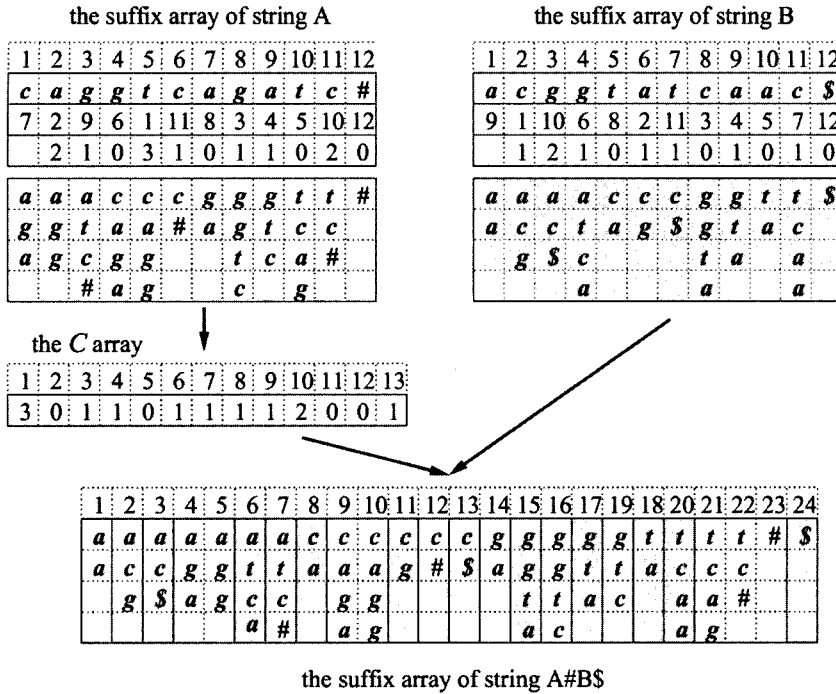 the suffix array of string A
1 2 3 4 5 6 7 8 9 10 11 12
c a g g t c a g a t c #
7 2 9 6 1 11 8 3 4 5 10 12
2 1 0 3 1 0 1 1 0 2 0
a a a c c c g g g t t #
g g t a a # a g t c c
a g c g g t c a #
# a g c g
the suffix array of string B
1 2 3 4 5 6 7 8 9 10 11 12
a c g g t a t c a a c $
9 1 10 6 8 2 11 3 4 5 7 12
1 2 1 0 1 1 0 1 0 1 0
a a a a c c c g g t t $
a c c t a g $ g t a c
g $ c t a a
a a a
the C array
1 2 3 4 5 6 7 8 9 10 11 12 13
3 0 1 1 0 1 1 1 1 2 0 0 1
1 2 3 4 5 6 7 8 9 10 11 12 13 14 15 16 17 19 18 20 21 22 23 24
a a a a a a a c c c c c c g g g g g t t t t # $
a c c g g t t a a a g # $ a g g t t a c c c
g $ a g c c g g t t a c a a #
a # a g a c a g
the suffix array of string A#B$